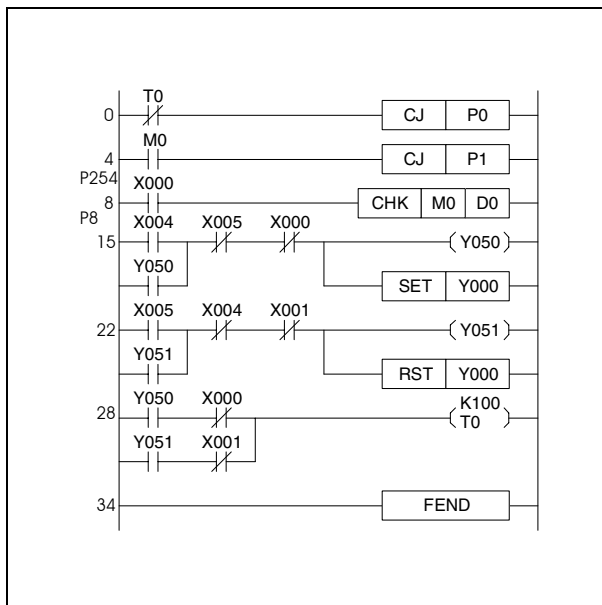 T0
0 CJ P0
M0
4 CJ P1
P254 X000
8 CHK M0 D0
P8 X004 X005 X000
15 Y050
Y050
SET Y000
X005 X004 X001
22 Y051
Y051
RST Y000
Y050 X000 K100
28 T0
Y051 X001
34 FEND